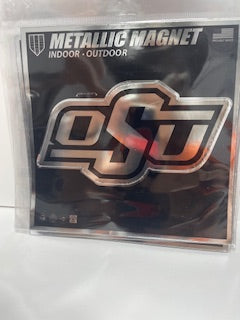 METALLIC MAGNET
INDOOR • OUTDOOR
OSU